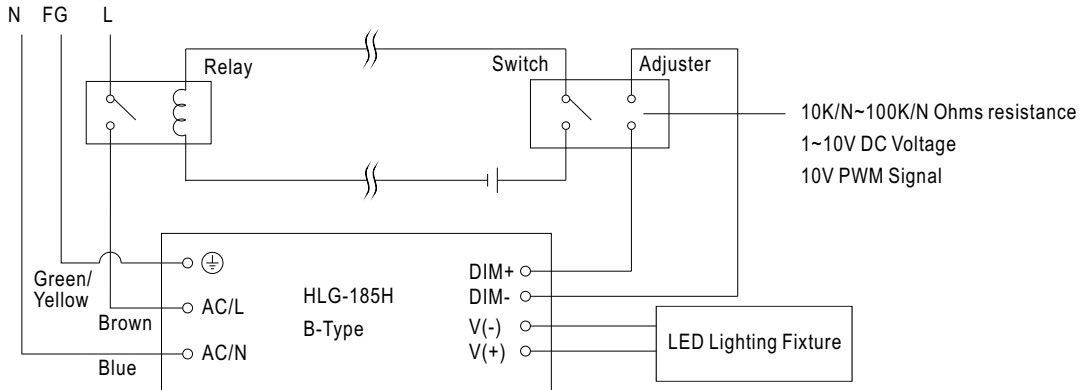 N FG L
Relay
Switch
Adjuster
10K/N~100K/N Ohms resistance
1~10V DC Voltage
10V PWM Signal
Green/
Yellow
Brown
Blue
AC/L
AC/N
HLG-185H
B-Type
DIM+
DIM-
V(-)
V(+)
LED Lighting Fixture